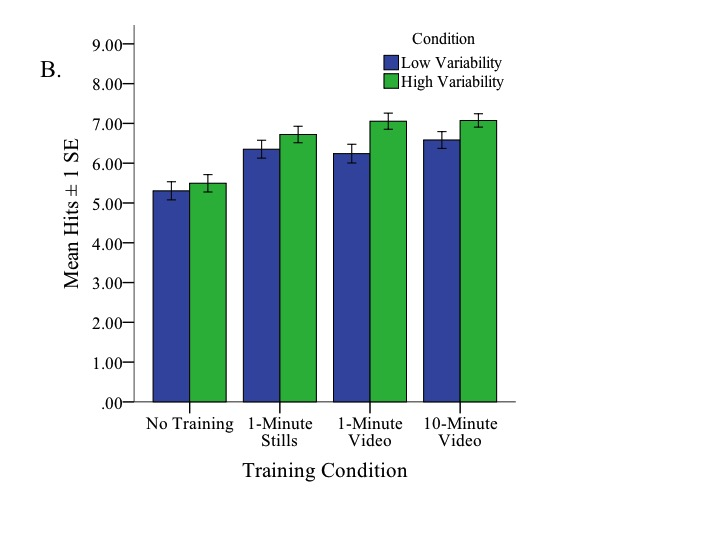 B.
Condition
Low Variability
High Variability
Mean Hits ± 1 SE
9.00
8.00
7.00
6.00
5.00
4.00
3.00
2.00
1.00
.00
No Training
1-Minute
Stills
1-Minute
Video
10-Minute
Video
Training Condition